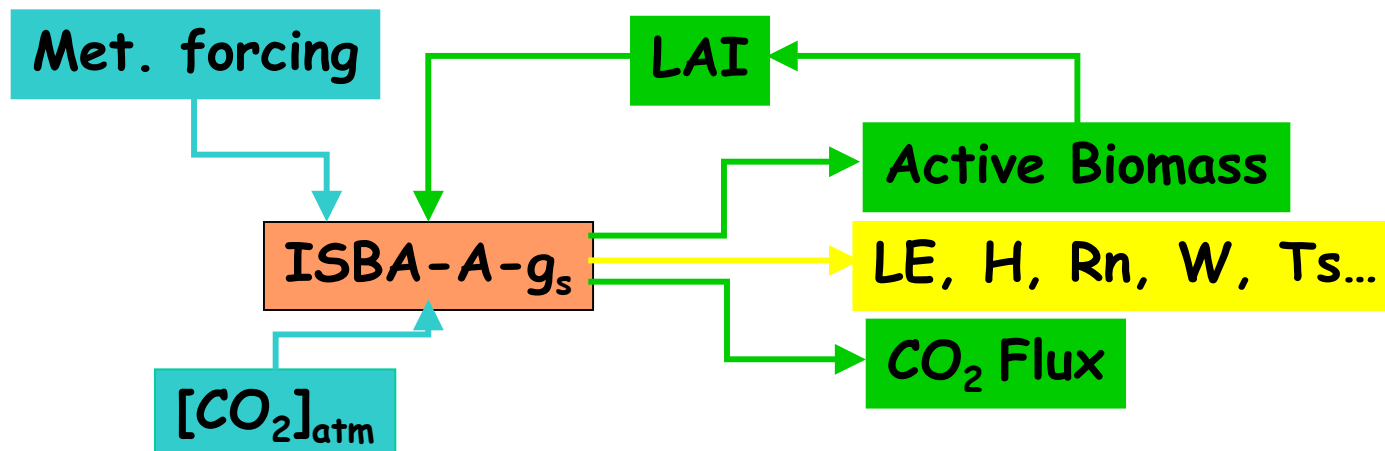 Met. forcing
LAI
Active Biomass
ISBA-A-gₛ
LE, H, Rn, W, Ts...
CO₂ Flux
[CO₂]ₐₜₘ